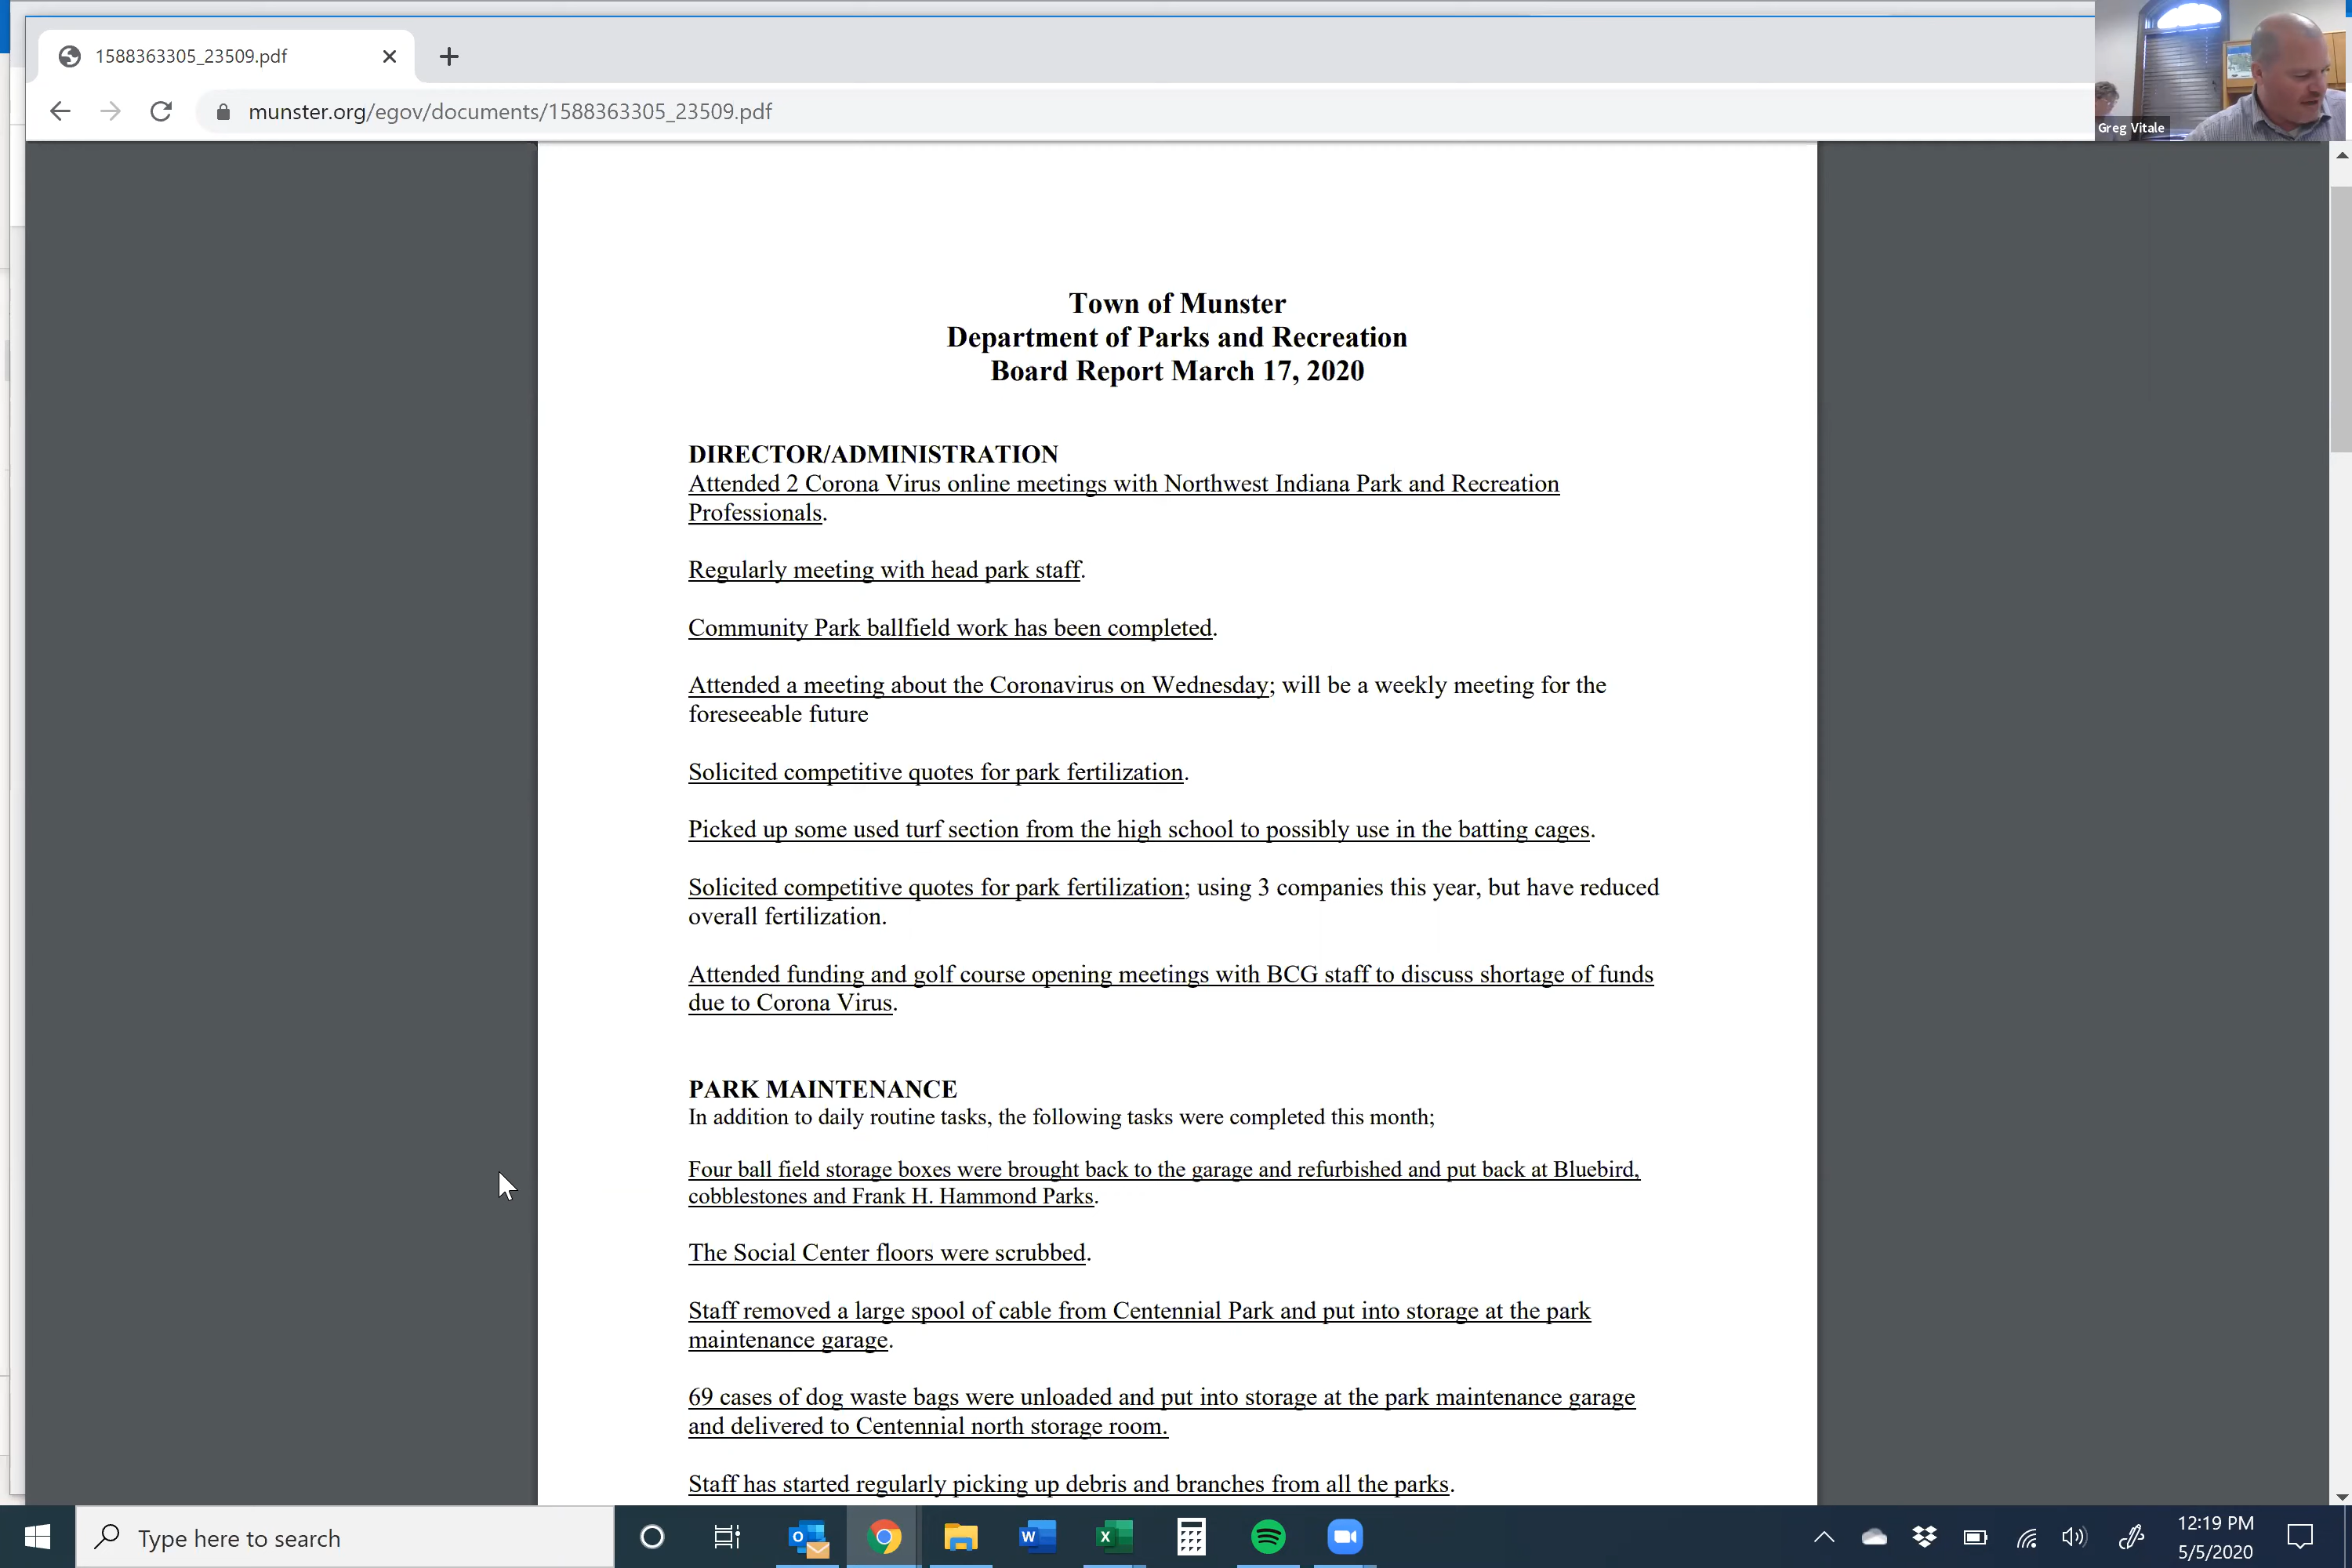 1588363305_23509.pdf
munster.org/egov/documents/1588363305_23509.pdf
Greg Vitale
Town of Munster
Department of Parks and Recreation
Board Report March 17, 2020
DIRECTOR/ADMINISTRATION
Attended 2 Corona Virus online meetings with Northwest Indiana Park and Recreation
Professionals.
Regularly meeting with head park staff.
Community Park ballfield work has been completed.
Attended a meeting about the Coronavirus on Wednesday; will be a weekly meeting for the
foreseeable future
Solicited competitive quotes for park fertilization.
Picked up some used turf section from the high school to possibly use in the batting cages.
Solicited competitive quotes for park fertilization; using 3 companies this year, but have reduced
overall fertilization.
Attended funding and golf course opening meetings with BCG staff to discuss shortage of funds
due to Corona Virus.
PARK MAINTENANCE
In addition to daily routine tasks, the following tasks were completed this month;
Four ball field storage boxes were brought back to the garage and refurbished and put back at Bluebird,
cobblestones and Frank H. Hammond Parks.
The Social Center floors were scrubbed.
Staff removed a large spool of cable from Centennial Park and put into storage at the park
maintenance garage.
69 cases of dog waste bags were unloaded and put into storage at the park maintenance garage
and delivered to Centennial north storage room.
Staff has started regularly picking up debris and branches from all the parks.
Type here to search
12:19 PM
5/5/2020